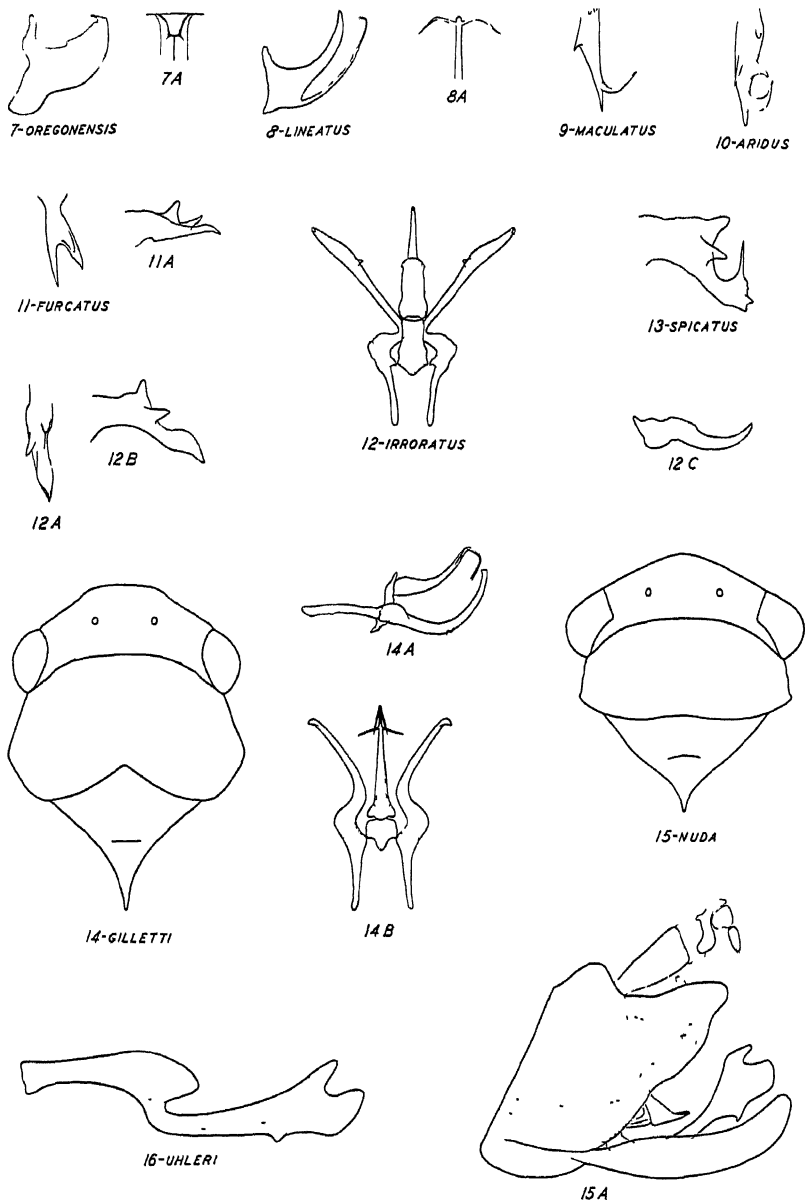 7-OREGONENSIS
7A
8-LINEATUS
8A
9-MACULATUS
10-ARIDUS
11-FURCATUS
11A
12-IRRORATUS
13-SPICATUS
12A
12B
12C
14-GILLETTI
14A
14B
15-NUDA
16-UHLERI
15A